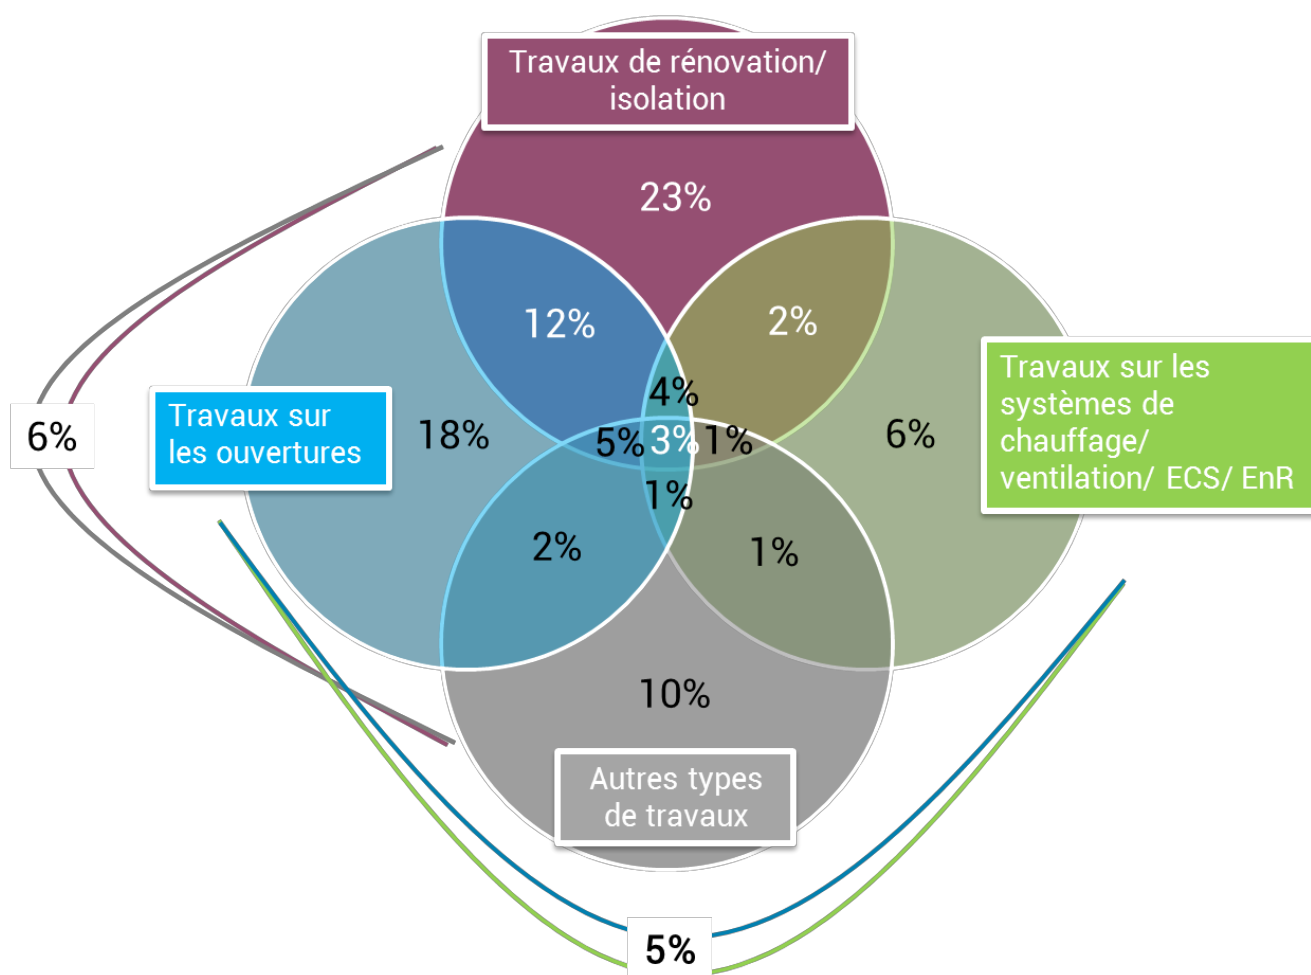 Travaux de rénovation/
isolation
23%
12%
2%
4%
Travaux sur
les ouvertures
18%
5%
3%
1%
6%
Travaux sur les
systèmes de
chauffage/
ventilation/ ECS/ EnR
6%
1%
2%
1%
10%
Autres types
de travaux
5%